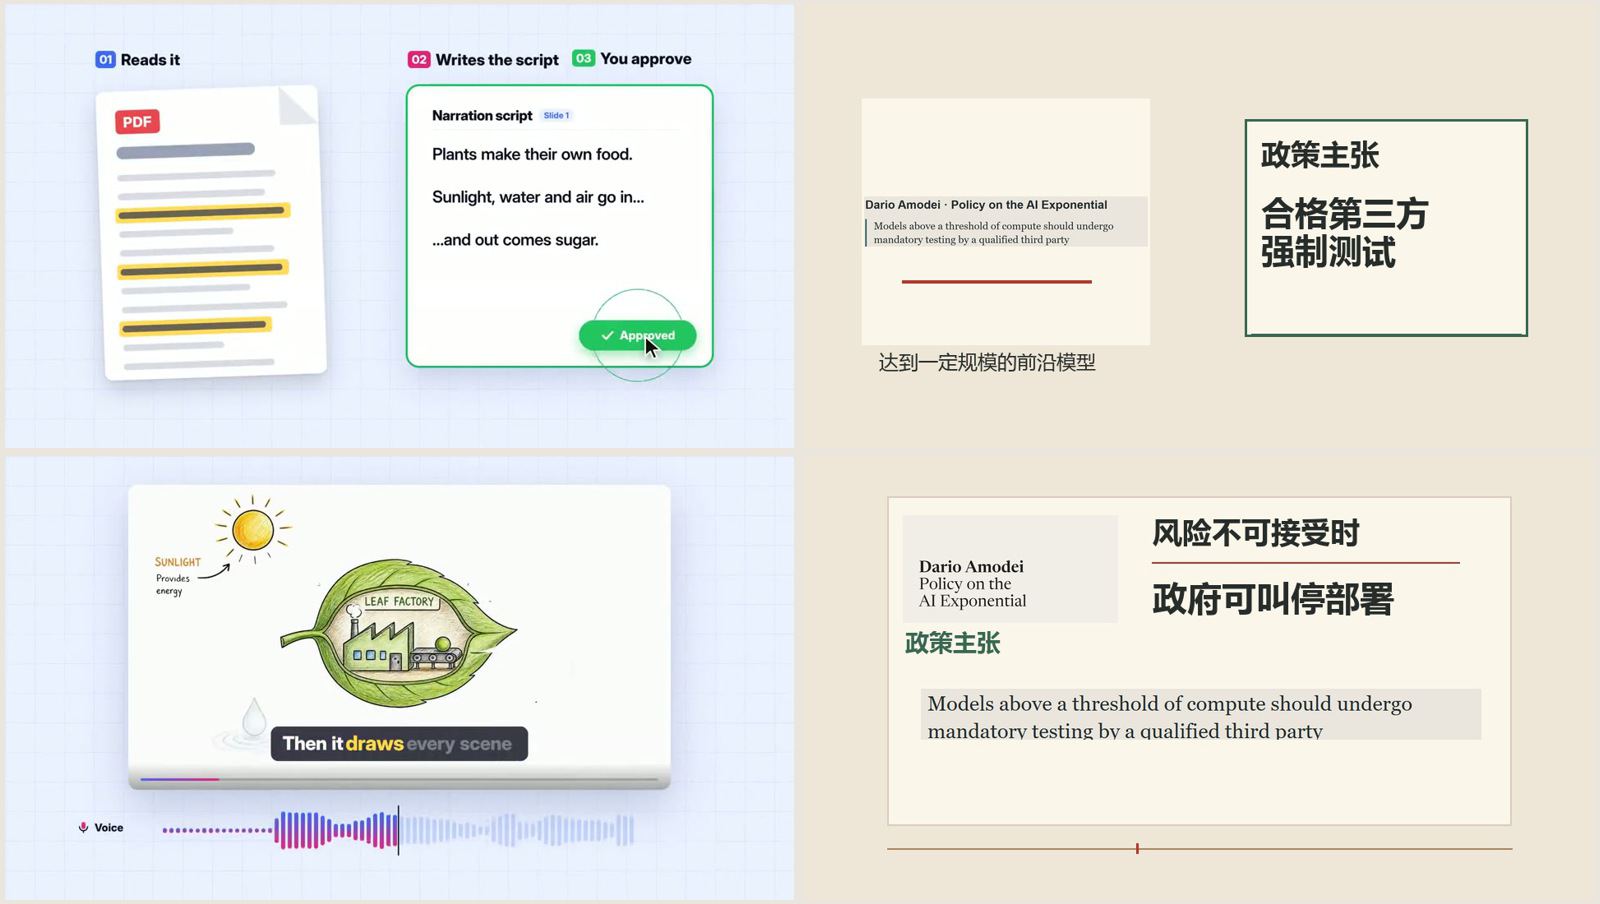 01 Reads it
02 Writes the script
03 You approve
PDF
Narration script
Slide 1
Plants make their own food.
Sunlight, water and air go in...
...and out comes sugar.
Approved
Dario Amodei · Policy on the AI Exponential
Models above a threshold of compute should undergo
mandatory testing by a qualified third party
达到一定规模的前沿模型
政策主张
合格第三方
强制测试
SUNLIGHT
Provides
energy
LEAF FACTORY
Then it draws every scene
Voice
Dario Amodei
Policy on the
AI Exponential
政策主张
风险不可接受时
政府可叫停部署
Models above a threshold of compute should undergo
mandatory testing by a qualified third party